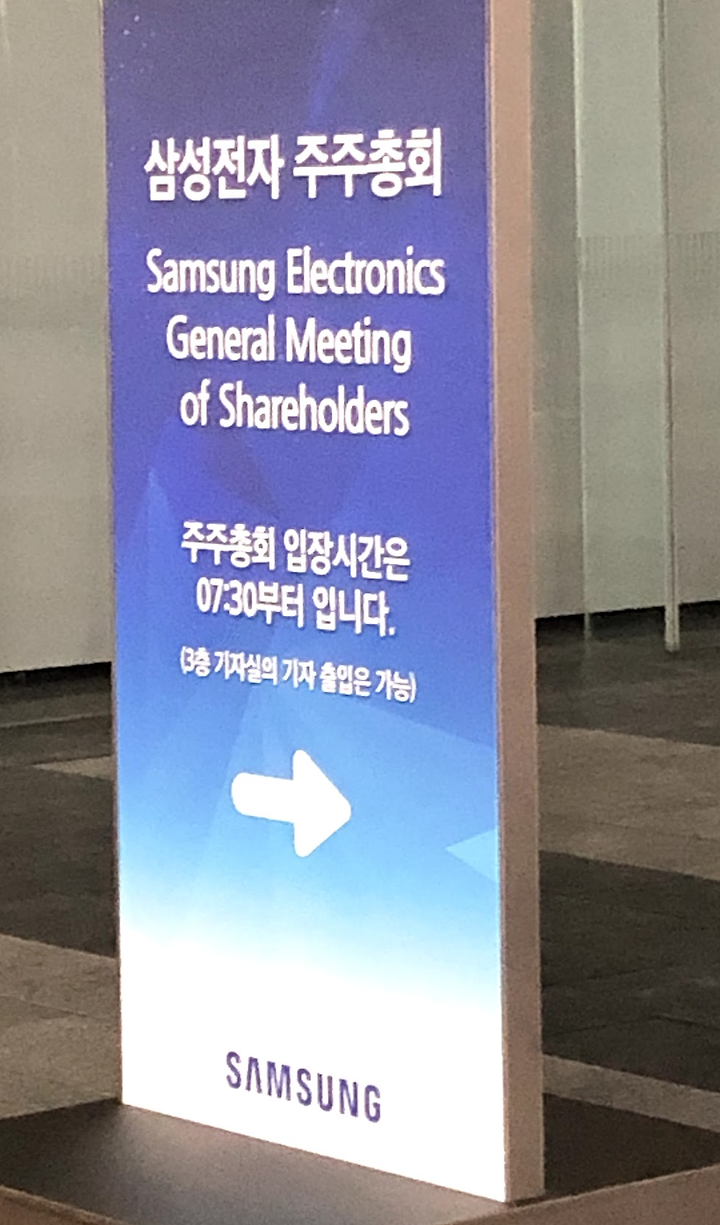 삼성전자 주주총회
Samsung Electronics
General Meeting
of Shareholders
주주총회 입장시간은
07:30부터 입니다.
(3층 기자실의 기자 출입은 가능)
SAMSUNG